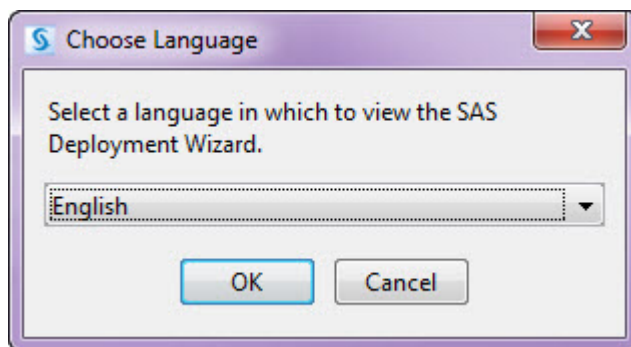 Choose Language
Select a language in which to view the SAS
Deployment Wizard.
English
OK
Cancel